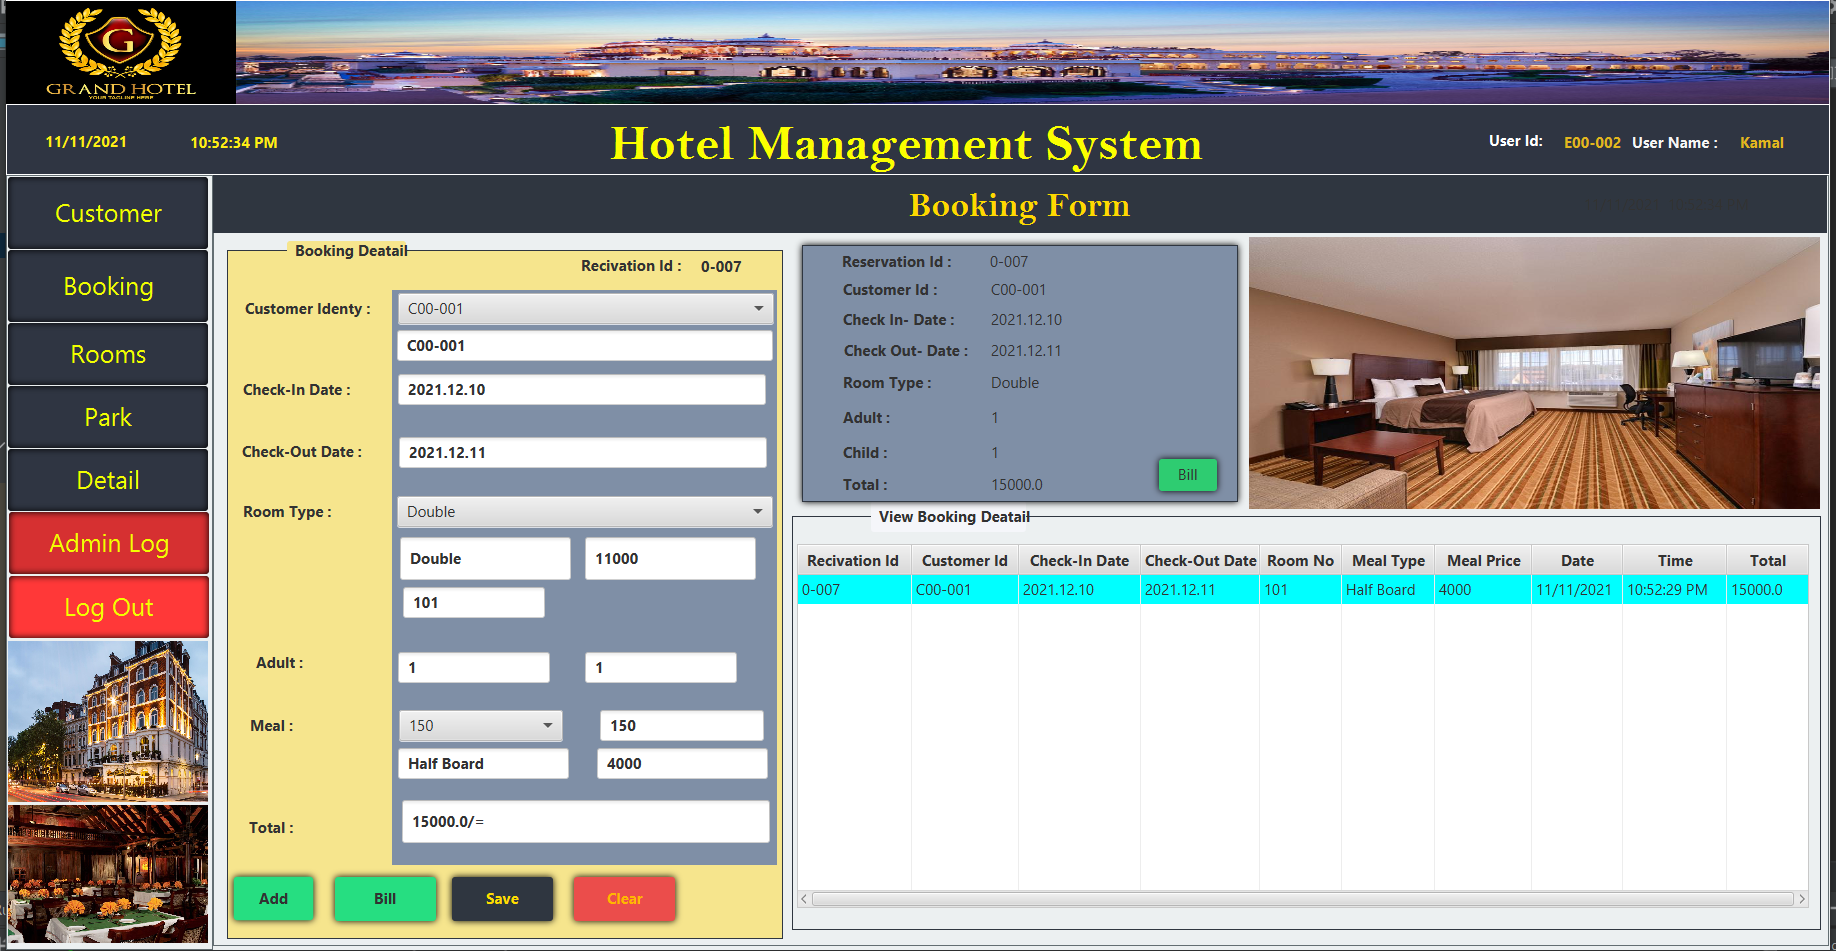 G
GRAND HOTEL
YOUR TAGLINE HERE
11/11/2021
10:52:34 PM
Hotel Management System
User Id: E00-002 User Name : Kamal
Customer
Booking
Rooms
Park
Detail
Admin Log
Log Out
Booking Form
Booking Deatail
Recivation Id : 0-007
Customer Identy : C00-001
C00-001
Check-In Date : 2021.12.10
Check-Out Date : 2021.12.11
Room Type : Double
Double 11000
101
Adult : 1 1
Meal : 150 150
Half Board 4000
Total : 15000.0/=
Add Bill Save Clear
Reservation Id : 0-007
Customer Id : C00-001
Check In- Date : 2021.12.10
Check Out- Date : 2021.12.11
Room Type : Double
Adult : 1
Child : 1
Total : 15000.0
Bill
View Booking Deatail
Recivation Id Customer Id Check-In Date Check-Out Date Room No Meal Type Meal Price Date Time Total
0-007 C00-001 2021.12.10 2021.12.11 101 Half Board 4000 11/11/2021 10:52:29 PM 15000.0